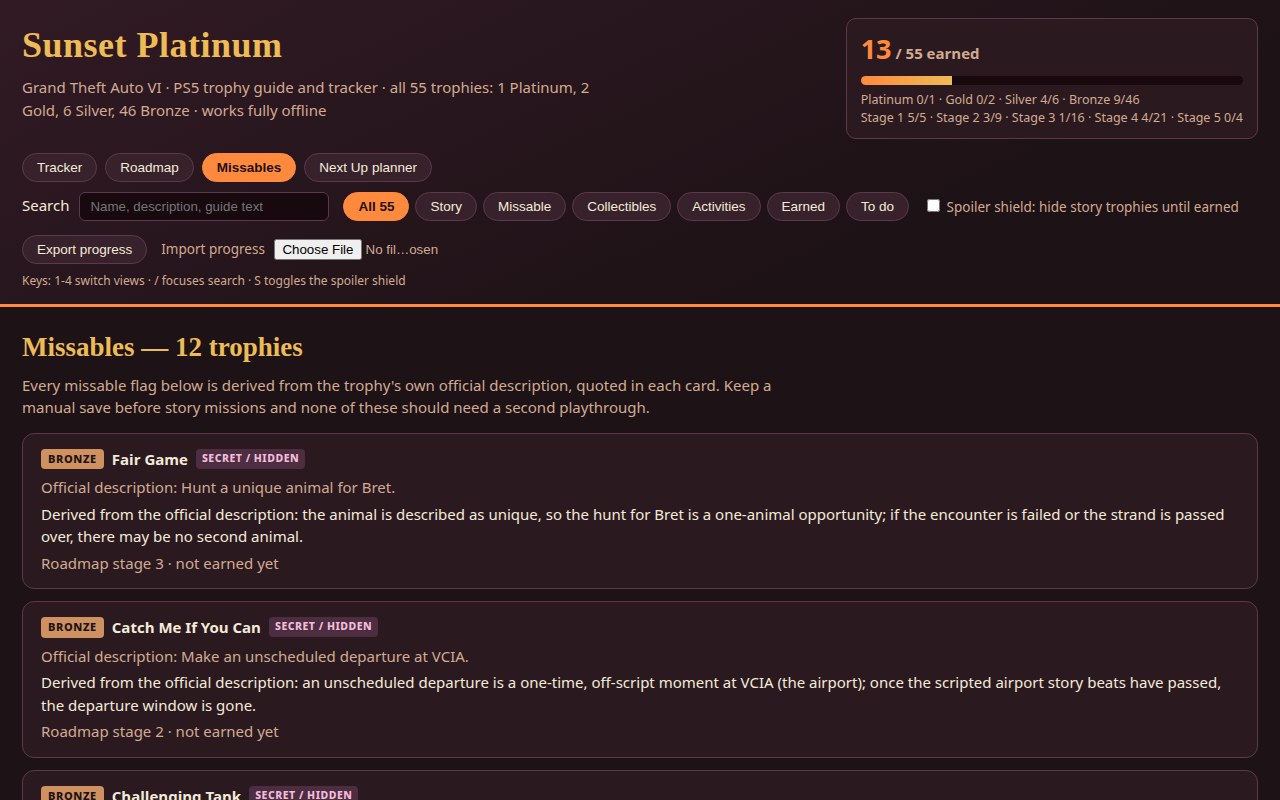 Sunset Platinum
Grand Theft Auto VI · PS5 trophy guide and tracker · all 55 trophies: 1 Platinum, 2
Gold, 6 Silver, 46 Bronze · works fully offline
13 / 55 earned
Platinum 0/1 · Gold 0/2 · Silver 4/6 · Bronze 9/46
Stage 1 5/5 · Stage 2 3/9 · Stage 3 1/16 · Stage 4 4/21 · Stage 5 0/4
Tracker Roadmap Missables Next Up planner
Search Name, description, guide text All 55 Story Missable Collectibles Activities Earned To do Spoiler shield: hide story trophies until earned
Export progress Import progress Choose File No fil…osen
Keys: 1-4 switch views · / focuses search · S toggles the spoiler shield
Missables — 12 trophies
Every missable flag below is derived from the trophy's own official description, quoted in each card. Keep a
manual save before story missions and none of these should need a second playthrough.
BRONZE Fair Game SECRET / HIDDEN
Official description: Hunt a unique animal for Bret.
Derived from the official description: the animal is described as unique, so the hunt for Bret is a one-animal opportunity; if the encounter is failed or the strand is passed
over, there may be no second animal.
Roadmap stage 3 · not earned yet
BRONZE Catch Me If You Can SECRET / HIDDEN
Official description: Make an unscheduled departure at VCIA.
Derived from the official description: an unscheduled departure is a one-time, off-script moment at VCIA (the airport); once the scripted airport story beats have passed,
the departure window is gone.
Roadmap stage 2 · not earned yet
BRONZE Challenging Tank SECRET / HIDDEN